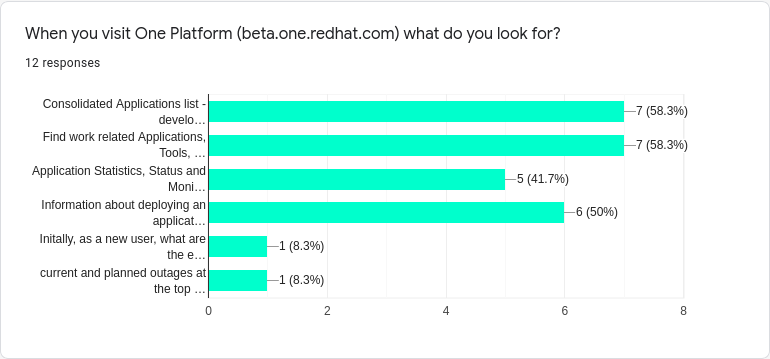 When you visit One Platform (beta.one.redhat.com) what do you look for?
12 responses
Consolidated Applications list -
develo…
7 (58.3%)
Find work related Applications,
Tools, …
7 (58.3%)
Application Statistics, Status and
Moni…
5 (41.7%)
Information about deploying an
applicat…
6 (50%)
Initally, as a new user, what are
the e…
1 (8.3%)
current and planned outages at
the top …
1 (8.3%)
0 2 4 6 8